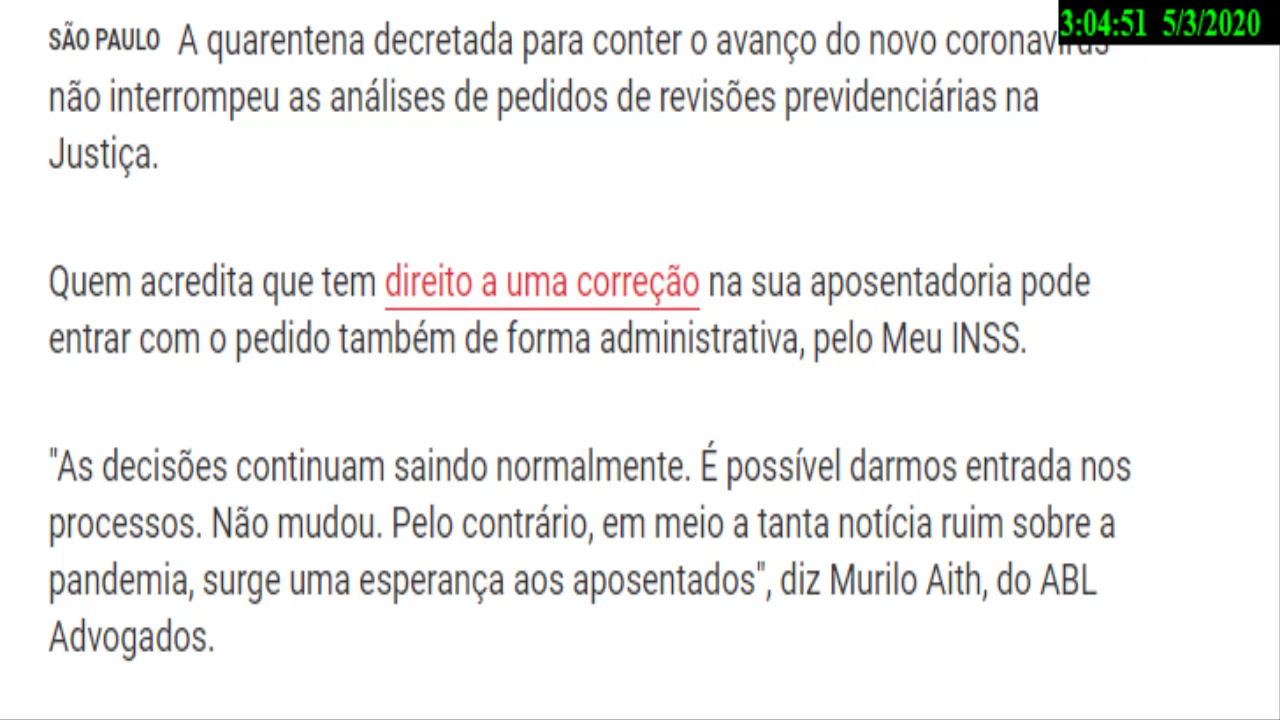 3:04:51 5/3/2020
SÃO PAULO A quarentena decretada para conter o avanço do novo coronavírus
não interrompeu as análises de pedidos de revisões previdenciárias na
Justiça.
Quem acredita que tem direito a uma correção na sua aposentadoria pode
entrar com o pedido também de forma administrativa, pelo Meu INSS.
"As decisões continuam saindo normalmente. É possível darmos entrada nos
processos. Não mudou. Pelo contrário, em meio a tanta notícia ruim sobre a
pandemia, surge uma esperança aos aposentados", diz Murilo Aith, do ABL
Advogados.